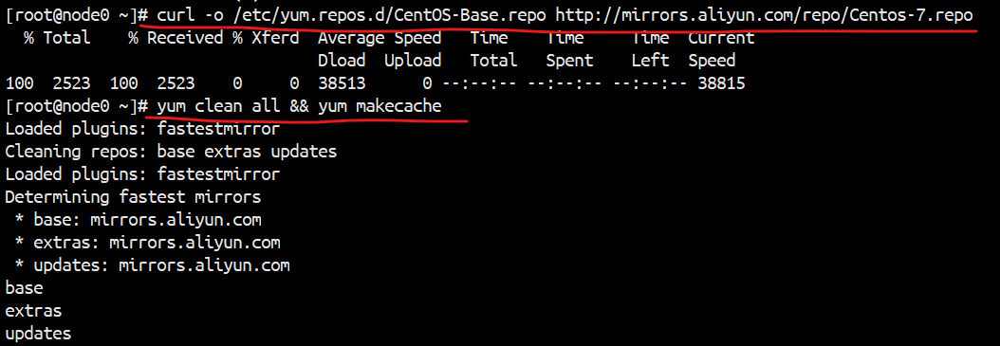 [root@node0 ~]# curl -o /etc/yum.repos.d/CentOS-Base.repo http://mirrors.aliyun.com/repo/Centos-7.repo
  % Total    % Received % Xferd  Average Speed   Time    Time     Time  Current
                                 Dload  Upload   Total   Spent    Left  Speed
100  2523  100  2523    0     0  38513      0 --:--:-- --:--:-- --:--:-- 38815
[root@node0 ~]# yum clean all && yum makecache
Loaded plugins: fastestmirror
Cleaning repos: base extras updates
Loaded plugins: fastestmirror
Determining fastest mirrors
 * base: mirrors.aliyun.com
 * extras: mirrors.aliyun.com
 * updates: mirrors.aliyun.com
base
extras
updates